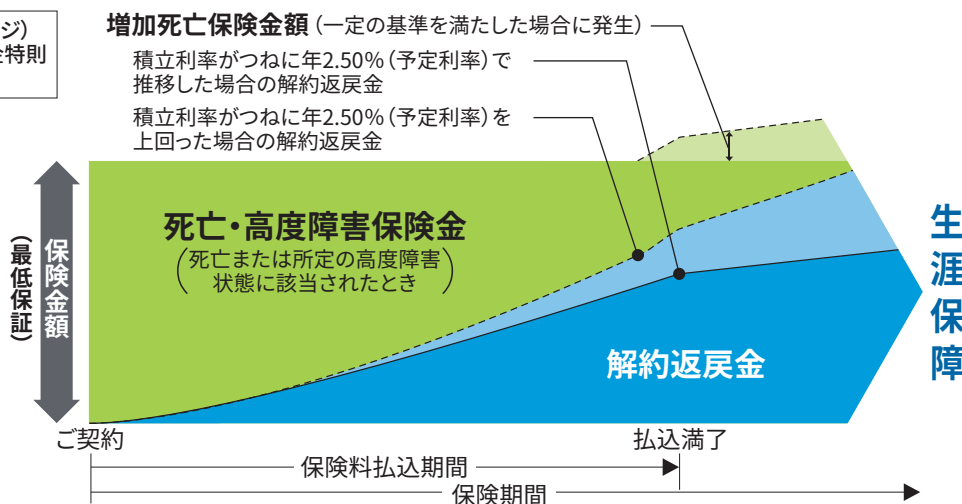 ジ)
金特則
増加死亡保険金額(一定の基準を満たした場合に発生)
積立利率がつねに年2.50%(予定利率)で
推移した場合の解約返戻金
積立利率がつねに年2.50%(予定利率)を
上回った場合の解約返戻金
保険金額
(最低保証)
死亡・高度障害保険金
(死亡または所定の高度障害
状態に該当されたとき)
解約返戻金
生涯保障
ご契約
払込満了
保険料払込期間
保険期間